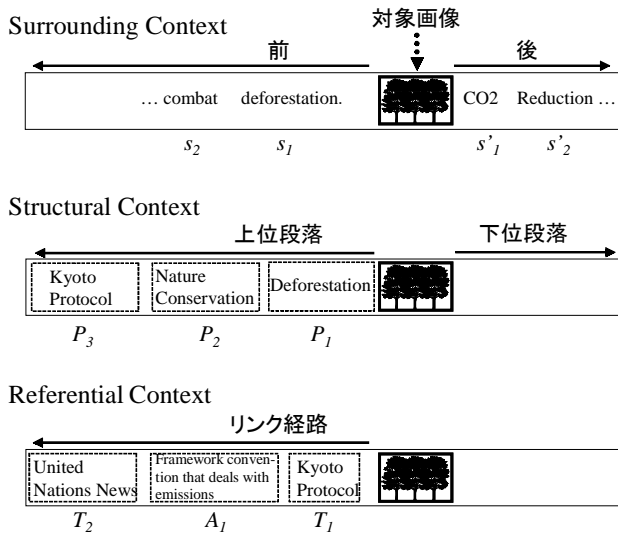 Surrounding Context
対象画像
前
後
… combat deforestation. CO2 Reduction …
s2 s1 s'1 s'2
Structural Context
上位段落
下位段落
Kyoto
Protocol
Nature
Conservation
Deforestation
P3 P2 P1
Referential Context
リンク経路
United
Nations News
Framework conven-
tion that deals with
emissions
Kyoto
Protocol
T2 A1 T1